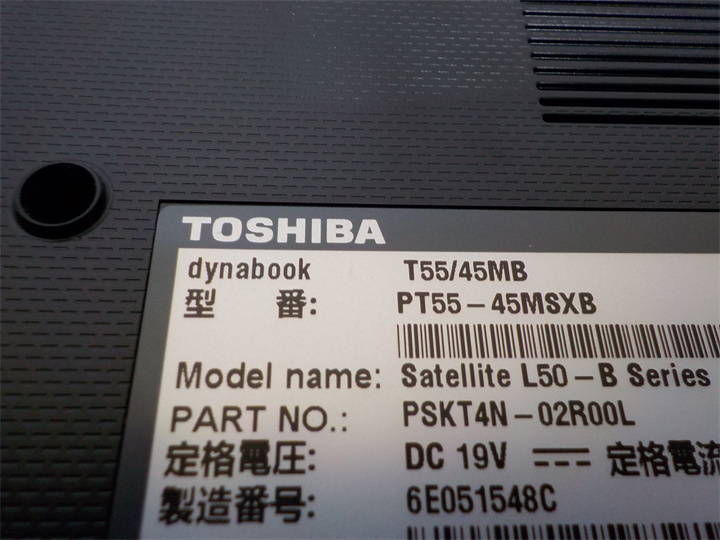 TOSHIBA
dynabook T55/45MB
型 番: PT55-45MSXB
Model name: Satellite L50-B Series
PART NO.: PSKT4N-02R00L
定格電圧: DC 19V 定格電流
製造番号: 6E051548C